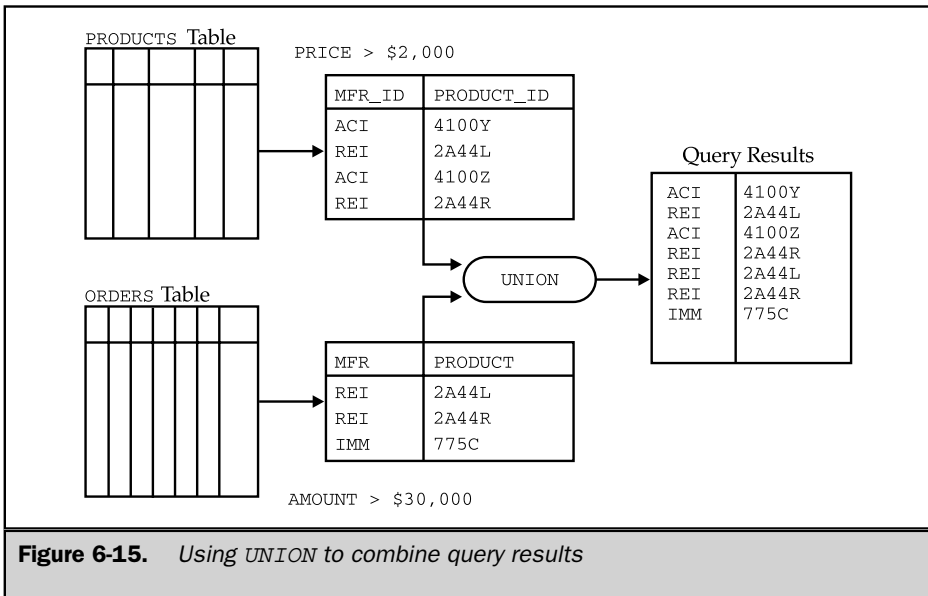 PRODUCTS Table
PRICE > $2,000
MFR_ID PRODUCT_ID
ACI 4100Y
REI 2A44L
ACI 4100Z
REI 2A44R
ORDERS Table
MFR PRODUCT
REI 2A44L
REI 2A44R
IMM 775C
AMOUNT > $30,000
UNION
Query Results
ACI 4100Y
REI 2A44L
ACI 4100Z
REI 2A44R
REI 2A44L
REI 2A44R
IMM 775C
Figure 6-15. Using UNION to combine query results